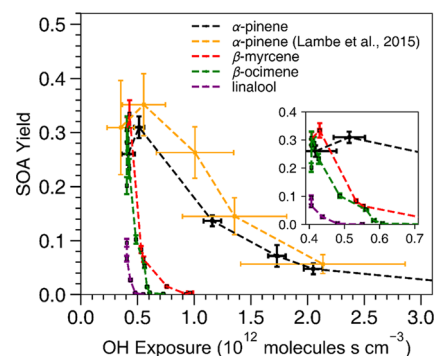 α-pinene
α-pinene (Lambe et al., 2015)
β-myrcene
β-ocimene
linalool
SOA Yield
0.5
0.4
0.3
0.2
0.1
0.0
0.4
0.3
0.2
0.1
0.0
0.4 0.5 0.6 0.7
0.0 0.5 1.0 1.5 2.0 2.5 3.0
OH Exposure (10¹² molecules s cm⁻³)